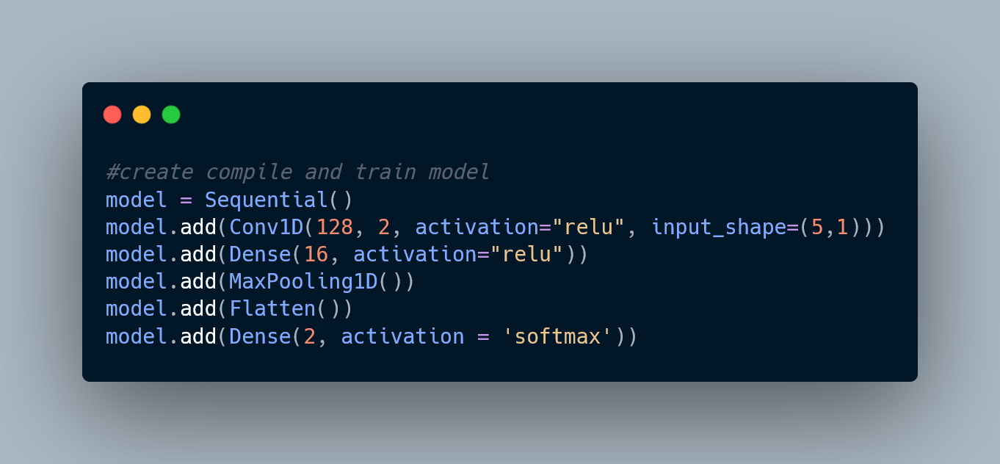 #create compile and train model
model = Sequential()
model.add(Conv1D(128, 2, activation="relu", input_shape=(5,1)))
model.add(Dense(16, activation="relu"))
model.add(MaxPooling1D())
model.add(Flatten())
model.add(Dense(2, activation = 'softmax'))